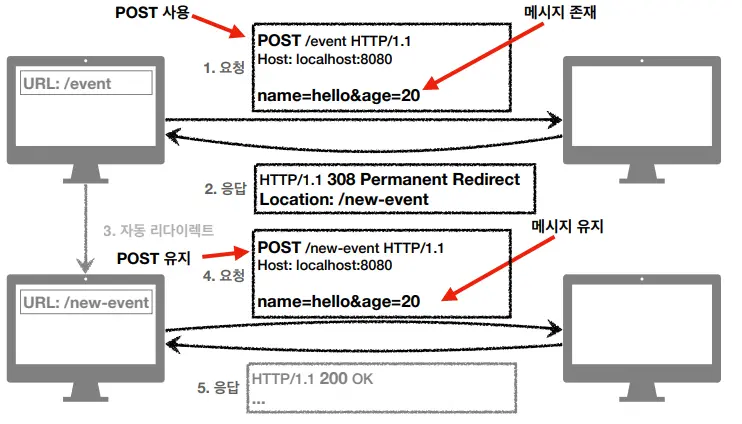 POST 사용
메시지 존재
POST /event HTTP/1.1
1. 요청
Host: localhost:8080
name=hello&age=20
URL: /event
2. 응답
HTTP/1.1 308 Permanent Redirect
Location: /new-event
3. 자동 리다이렉트
메시지 유지
POST 유지
POST /new-event HTTP/1.1
4. 요청
Host: localhost:8080
name=hello&age=20
URL: /new-event
5. 응답
HTTP/1.1 200 OK
...